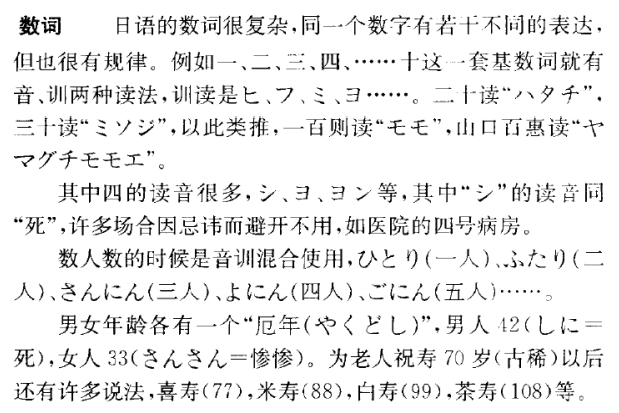 数词　　日语的数词很复杂,同一个数字有若干不同的表达,
但也很有规律。例如一、二、三、四、……十这一套基数词就有
音、训两种读法,训读是ヒ、フ、ミ、ヨ……。二十读“ハタチ”,
三十读“ミソジ”,以此类推,一百则读“モモ”,山口百惠读“ヤ
マグチモモエ”。
其中四的读音很多,シ、ヨ、ヨン等,其中“シ”的读音同
“死”,许多场合因忌讳而避开不用,如医院的四号病房。
数人数的时候是音训混合使用,ひとり(一人)、ふたり(二
人)、さんにん(三人)、よにん(四人)、ごにん(五人)……。
男女年龄各有一个“厄年(やくどし)”,男人 42(しに＝
死),女人 33(さんさん＝惨惨)。为老人祝寿 70 岁(古稀)以后
还有许多说法,喜寿(77),米寿(88),白寿(99),茶寿(108)等。